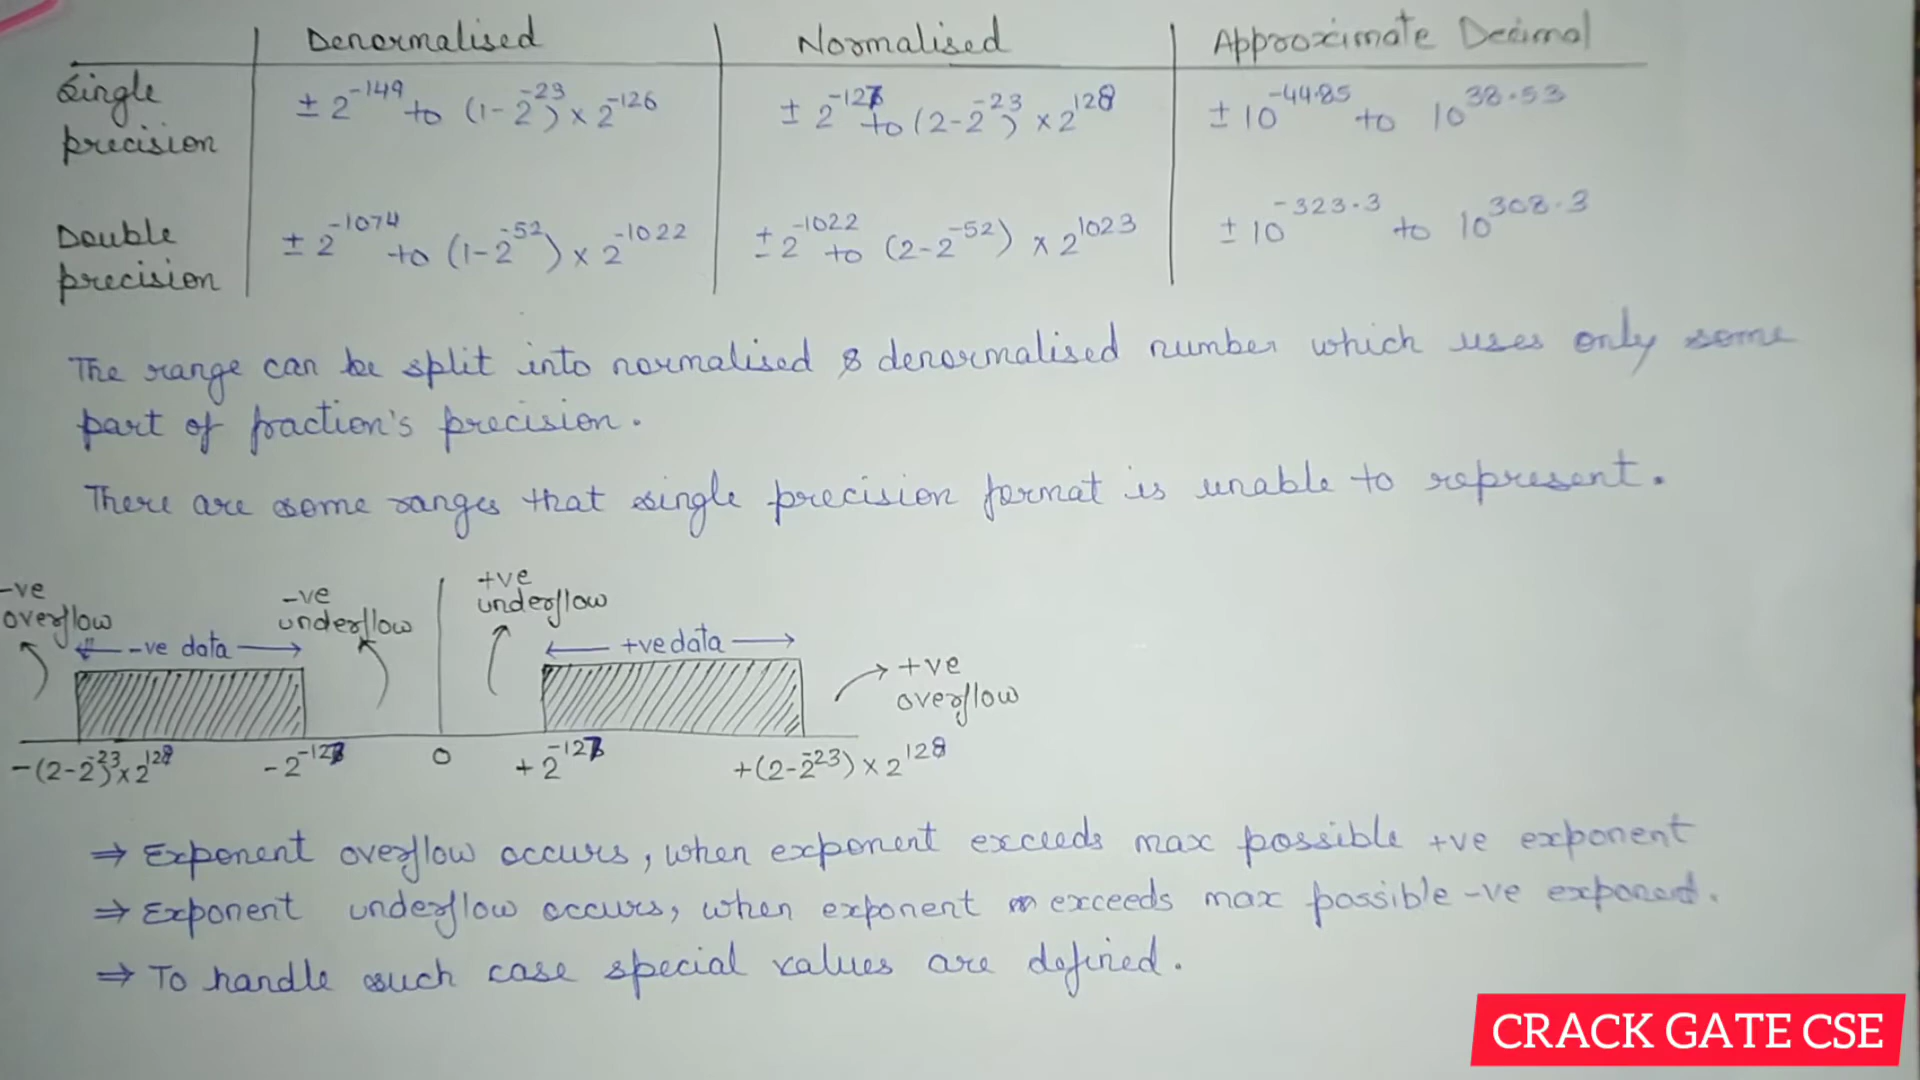 Denormalised Normalised Approximate Decimal
Single precision ± 2^-149 to (1-2^-23) × 2^-126 ± 2^-127 to (2-2^-23) × 2^128 ± 10^-44.85 to 10^38.53
Double precision ± 2^-1074 to (1-2^-52) × 2^-1022 ± 2^-1022 to (2-2^-52) × 2^1023 ± 10^-323.3 to 10^308.3
The range can be split into normalised & denormalised number which uses only some
part of fraction's precision.
There are some ranges that single precision format is unable to represent.
-ve overflow
-ve underflow
+ve underflow
← -ve data →
← +ve data →
→ +ve overflow
-(2-2^-23) × 2^128 -2^-127 0 +2^-127 +(2-2^-23) × 2^128
⇒ Exponent overflow occurs, when exponent exceeds max possible +ve exponent
⇒ Exponent underflow occurs, when exponent exceeds max possible -ve exponent.
⇒ To handle such case special values are defined.
CRACK GATE CSE